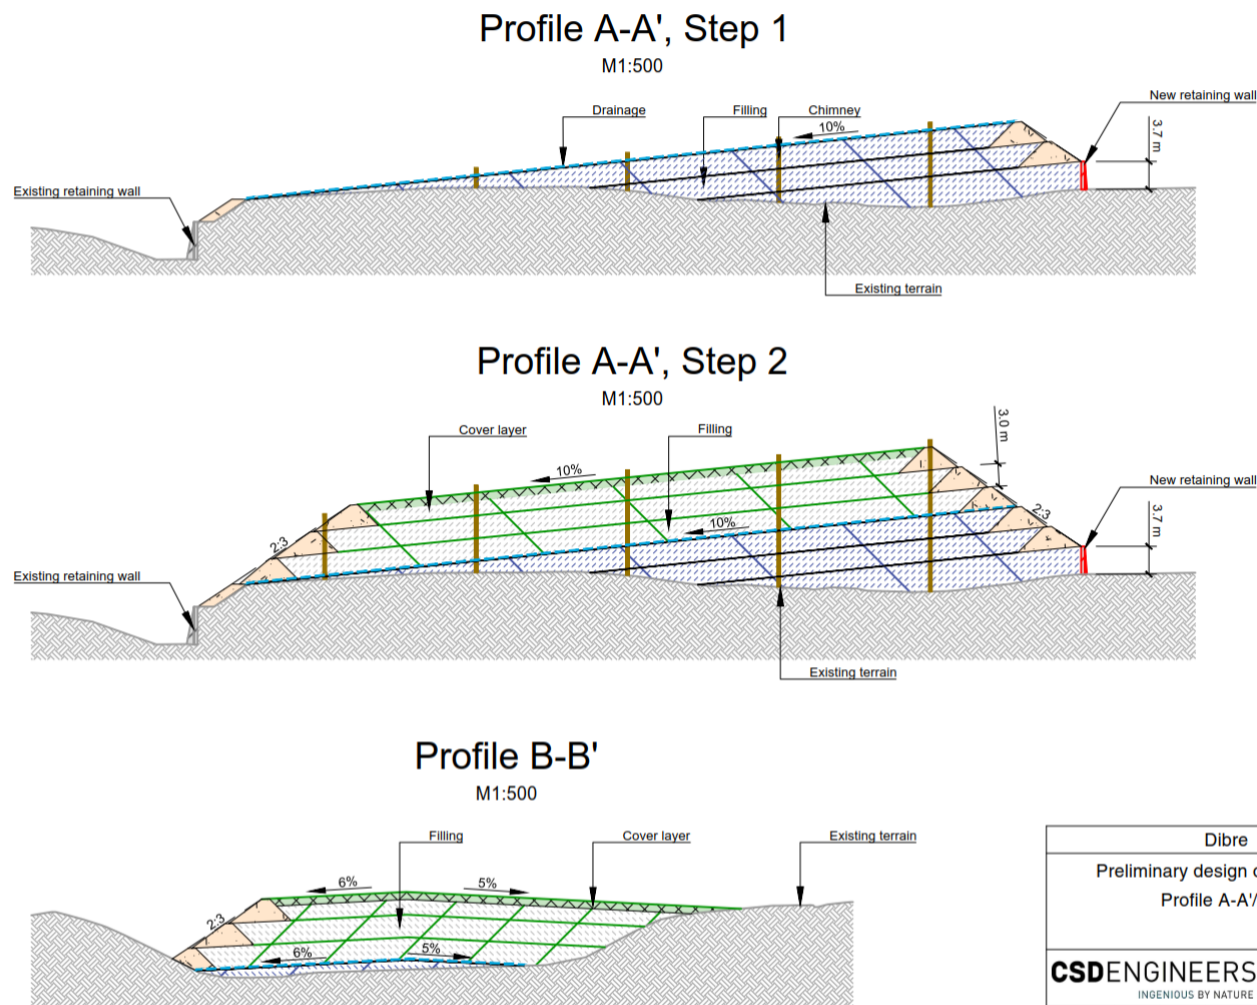 Profile A-A', Step 1
M1:500
New retaining wall
Drainage
Filling
Chimney
10%
3.7 m
Existing retaining wall
Existing terrain
Profile A-A', Step 2
M1:500
3.0 m
Cover layer
Filling
10%
New retaining wall
2:3
10%
3.7 m
2:3
Existing retaining wall
Existing terrain
Profile B-B'
M1:500
Filling
Cover layer
Existing terrain
Dibre
Preliminary design
Profile A-A'/
6%
5%
2:3
6%
5%
CSDENGINEERS
INGENIOUS BY NATURE